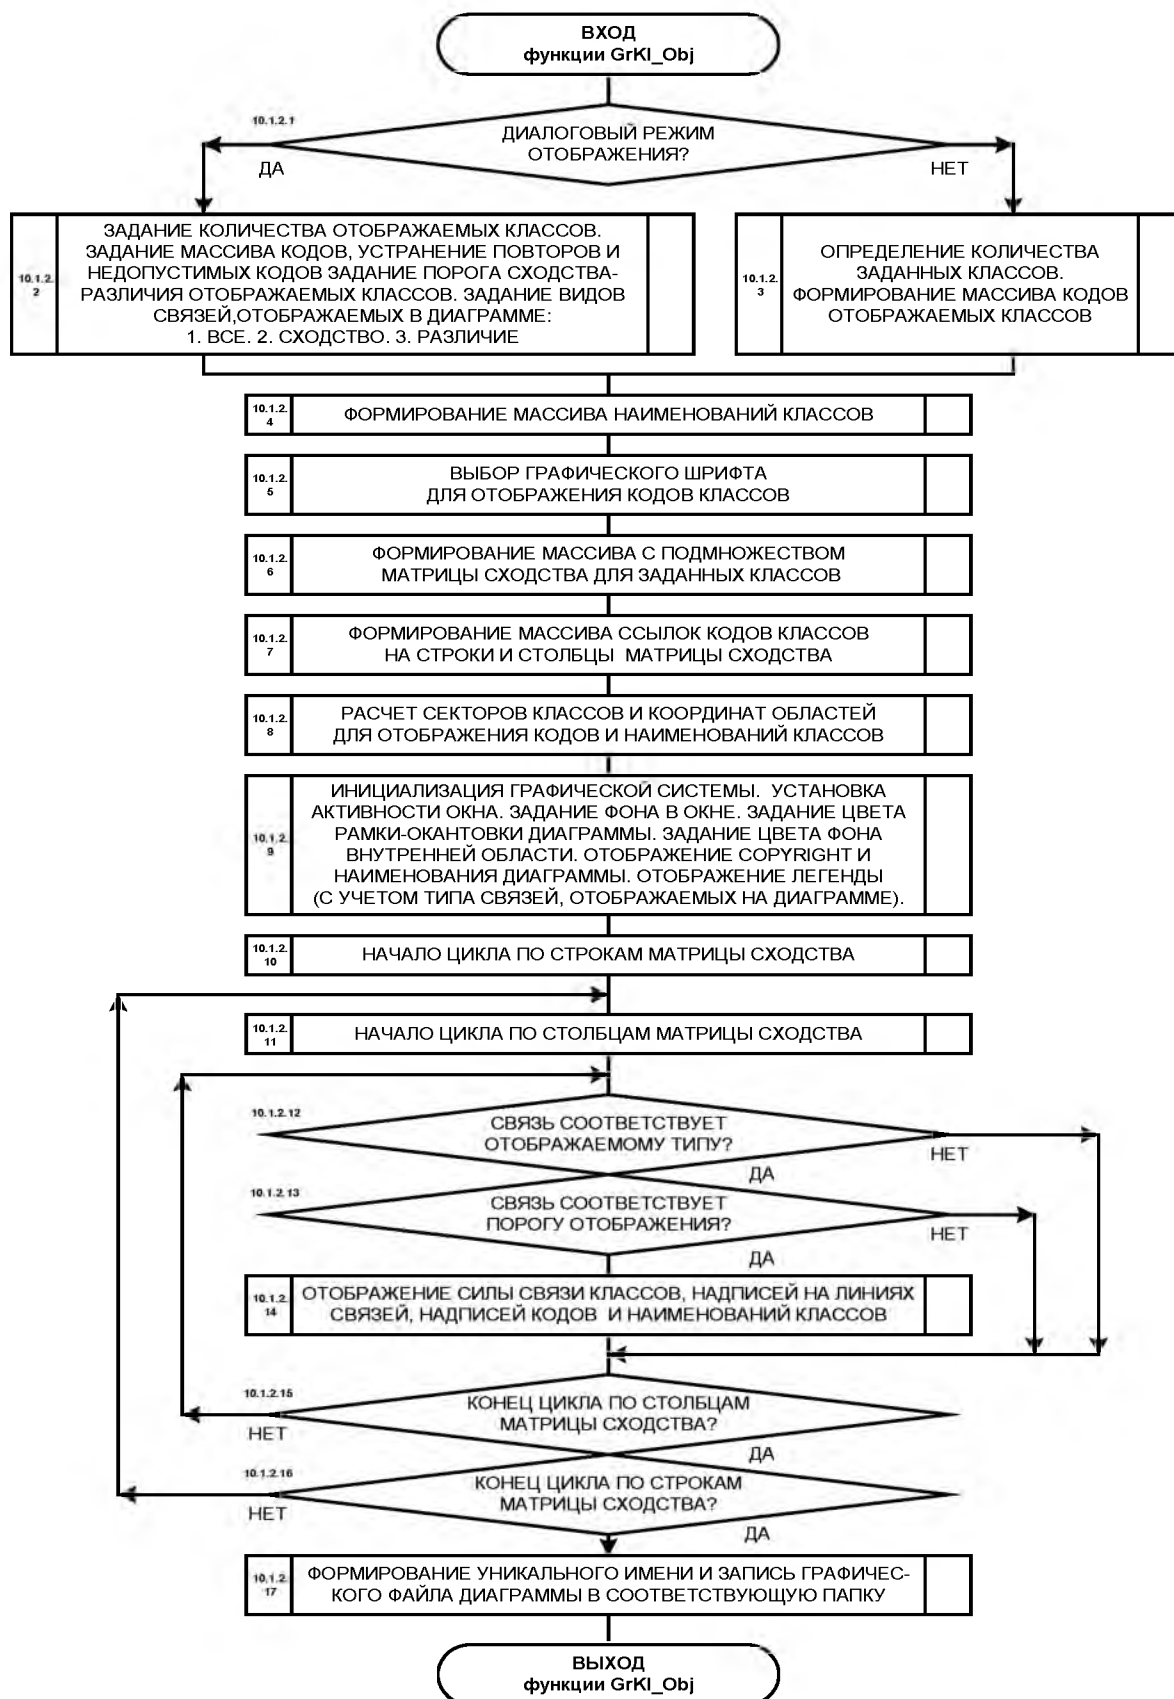 ВХОД
функции GrKl_Obj
10.1.2.1
ДИАЛОГОВЫЙ РЕЖИМ
ОТОБРАЖЕНИЯ?
ДА
НЕТ
10.1.2.
2
ЗАДАНИЕ КОЛИЧЕСТВА ОТОБРАЖАЕМЫХ КЛАССОВ.
ЗАДАНИЕ МАССИВА КОДОВ, УСТРАНЕНИЕ ПОВТОРОВ И
НЕДОПУСТИМЫХ КОДОВ ЗАДАНИЕ ПОРОГА СХОДСТВА-
РАЗЛИЧИЯ ОТОБРАЖАЕМЫХ КЛАССОВ. ЗАДАНИЕ ВИДОВ
СВЯЗЕЙ,ОТОБРАЖАЕМЫХ В ДИАГРАММЕ:
1. ВСЕ. 2. СХОДСТВО. 3. РАЗЛИЧИЕ
10.1.2.
3
ОПРЕДЕЛЕНИЕ КОЛИЧЕСТВА
ЗАДАННЫХ КЛАССОВ.
ФОРМИРОВАНИЕ МАССИВА КОДОВ
ОТОБРАЖАЕМЫХ КЛАССОВ
10.1.2.
4
ФОРМИРОВАНИЕ МАССИВА НАИМЕНОВАНИЙ КЛАССОВ
10.1.2.
5
ВЫБОР ГРАФИЧЕСКОГО ШРИФТА
ДЛЯ ОТОБРАЖЕНИЯ КОДОВ КЛАССОВ
10.1.2.
6
ФОРМИРОВАНИЕ МАССИВА С ПОДМНОЖЕСТВОМ
МАТРИЦЫ СХОДСТВА ДЛЯ ЗАДАННЫХ КЛАССОВ
10.1.2.
7
ФОРМИРОВАНИЕ МАССИВА ССЫЛОК КОДОВ КЛАССОВ
НА СТРОКИ И СТОЛБЦЫ МАТРИЦЫ СХОДСТВА
10.1.2.
8
РАСЧЕТ СЕКТОРОВ КЛАССОВ И КООРДИНАТ ОБЛАСТЕЙ
ДЛЯ ОТОБРАЖЕНИЯ КОДОВ И НАИМЕНОВАНИЙ КЛАССОВ
10.1.2.
9
ИНИЦИАЛИЗАЦИЯ ГРАФИЧЕСКОЙ СИСТЕМЫ. УСТАНОВКА
АКТИВНОСТИ ОКНА. ЗАДАНИЕ ФОНА В ОКНЕ. ЗАДАНИЕ ЦВЕТА
РАМКИ-ОКАНТОВКИ ДИАГРАММЫ. ЗАДАНИЕ ЦВЕТА ФОНА
ВНУТРЕННЕЙ ОБЛАСТИ. ОТОБРАЖЕНИЕ COPYRIGHT И
НАИМЕНОВАНИЯ ДИАГРАММЫ. ОТОБРАЖЕНИЕ ЛЕГЕНДЫ
(С УЧЕТОМ ТИПА СВЯЗЕЙ, ОТОБРАЖАЕМЫХ НА ДИАГРАММЕ).
10.1.2.
10
НАЧАЛО ЦИКЛА ПО СТРОКАМ МАТРИЦЫ СХОДСТВА
10.1.2.
11
НАЧАЛО ЦИКЛА ПО СТОЛБЦАМ МАТРИЦЫ СХОДСТВА
10.1.2.12
СВЯЗЬ СООТВЕТСТВУЕТ
ОТОБРАЖАЕМОМУ ТИПУ?
НЕТ
ДА
10.1.2.13
СВЯЗЬ СООТВЕТСТВУЕТ
ПОРОГУ ОТОБРАЖЕНИЯ?
НЕТ
ДА
10.1.2.
14
ОТОБРАЖЕНИЕ СИЛЫ СВЯЗИ КЛАССОВ, НАДПИСЕЙ НА ЛИНИЯХ
СВЯЗЕЙ, НАДПИСЕЙ КОДОВ И НАИМЕНОВАНИЙ КЛАССОВ
10.1.2.15
КОНЕЦ ЦИКЛА ПО СТОЛБЦАМ
МАТРИЦЫ СХОДСТВА?
НЕТ
ДА
10.1.2.16
КОНЕЦ ЦИКЛА ПО СТРОКАМ
МАТРИЦЫ СХОДСТВА?
НЕТ
ДА
10.1.2.
17
ФОРМИРОВАНИЕ УНИКАЛЬНОГО ИМЕНИ И ЗАПИСЬ ГРАФИЧЕС-
КОГО ФАЙЛА ДИАГРАММЫ В СООТВЕТСТВУЮЩУЮ ПАПКУ
ВЫХОД
функции GrKl_Obj